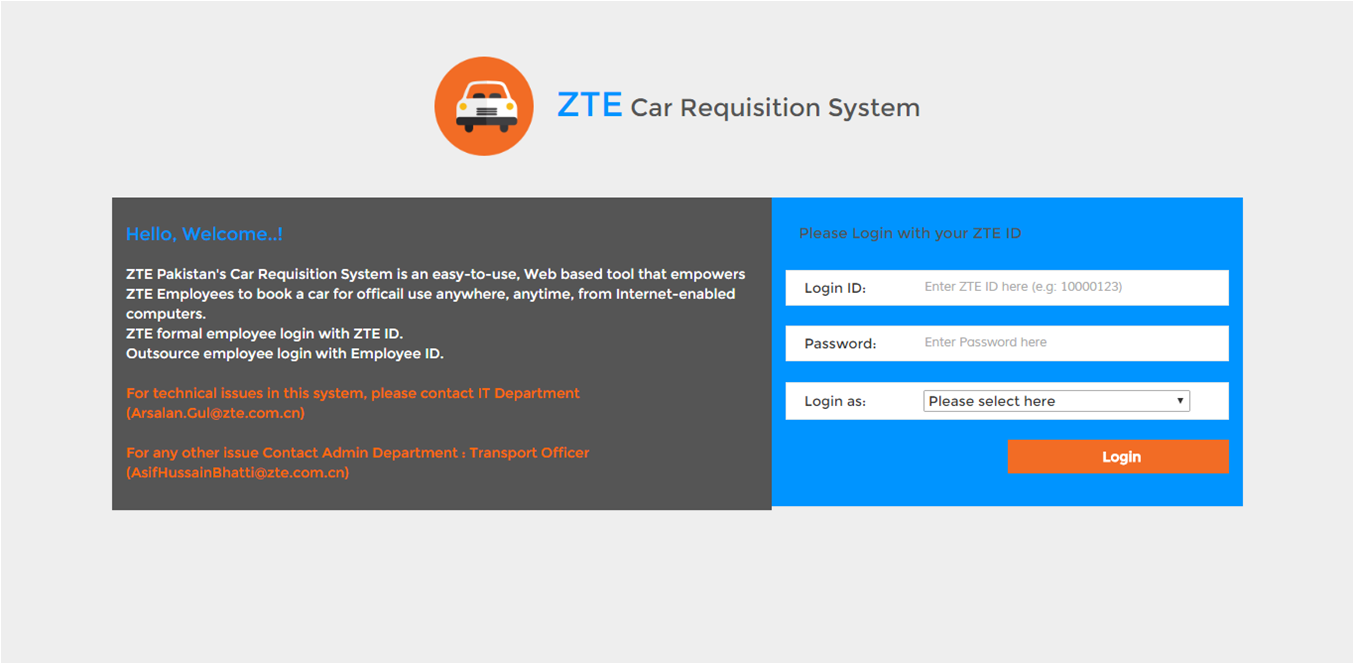 ZTE Car Requisition System
Hello, Welcome..!
ZTE Pakistan's Car Requisition System is an easy-to-use, Web based tool that empowers
ZTE Employees to book a car for officail use anywhere, anytime, from Internet-enabled
computers.
ZTE formal employee login with ZTE ID.
Outsource employee login with Employee ID.
For technical issues in this system, please contact IT Department
(Arsalan.Gul@zte.com.cn)
For any other issue Contact Admin Department : Transport Officer
(AsifHussainBhatti@zte.com.cn)
Please Login with your ZTE ID
Login ID: Enter ZTE ID here (e.g: 10000123)
Password: Enter Password here
Login as: Please select here
Login